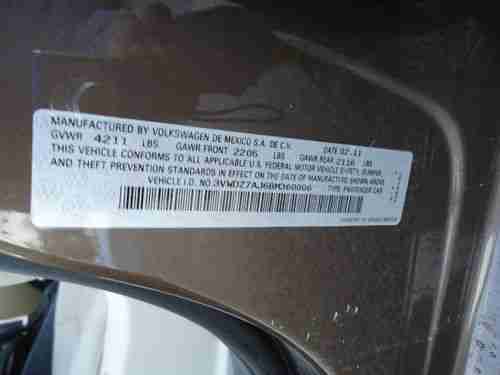 MANUFACTURED BY VOLKSWAGEN DE MEXICO S.A. DE C.V. DATE 02-11
GVWR 4211 LBS GAWR FRONT 2205 LBS GAWR REAR 2116 LBS
THIS VEHICLE CONFORMS TO ALL APPLICABLE U.S. FEDERAL MOTOR VEHICLE SAFETY, BUMPER,
AND THEFT PREVENTION STANDARDS IN EFFECT ON THE DATE OF MANUFACTURE SHOWN ABOVE.
VEHICLE I.D. NO. TYPE: PASSENGER CAR